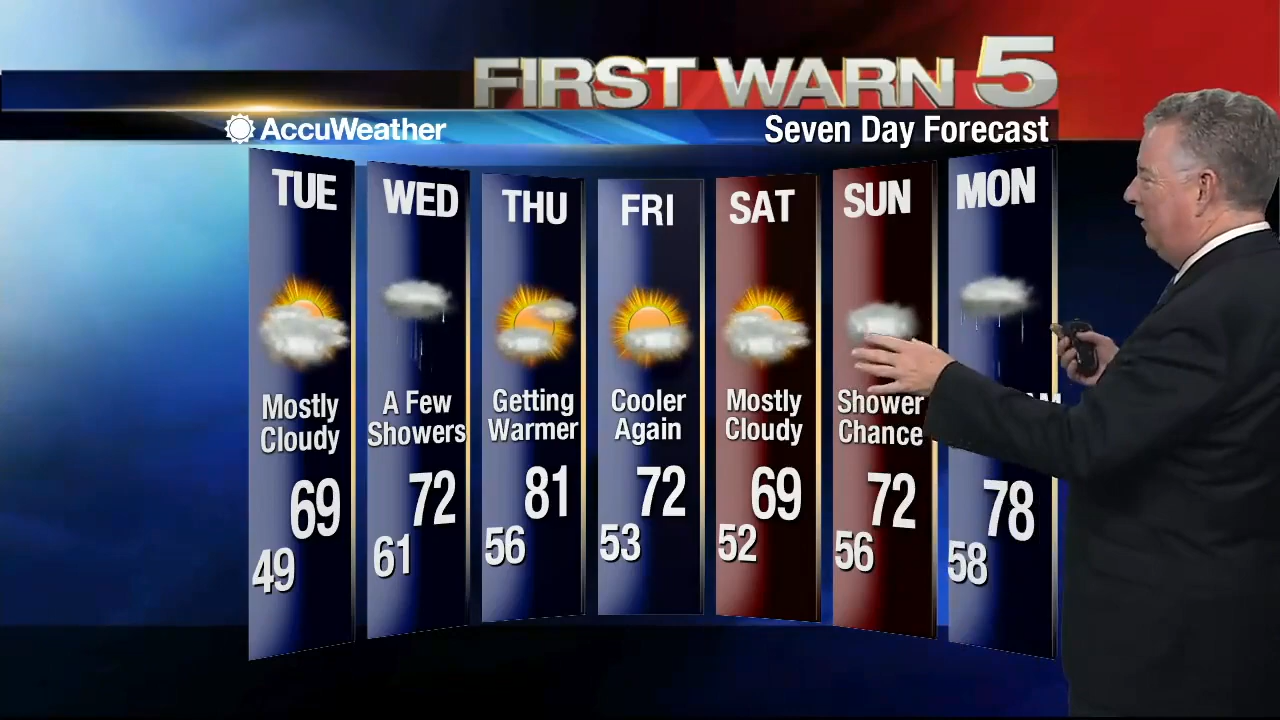 FIRST WARN 5
AccuWeather
Seven Day Forecast
TUE
Mostly
Cloudy
69
49
WED
A Few
Showers
72
61
THU
Getting
Warmer
81
56
FRI
Cooler
Again
72
53
SAT
Mostly
Cloudy
69
52
SUN
Shower
Chance
72
56
MON
78
58